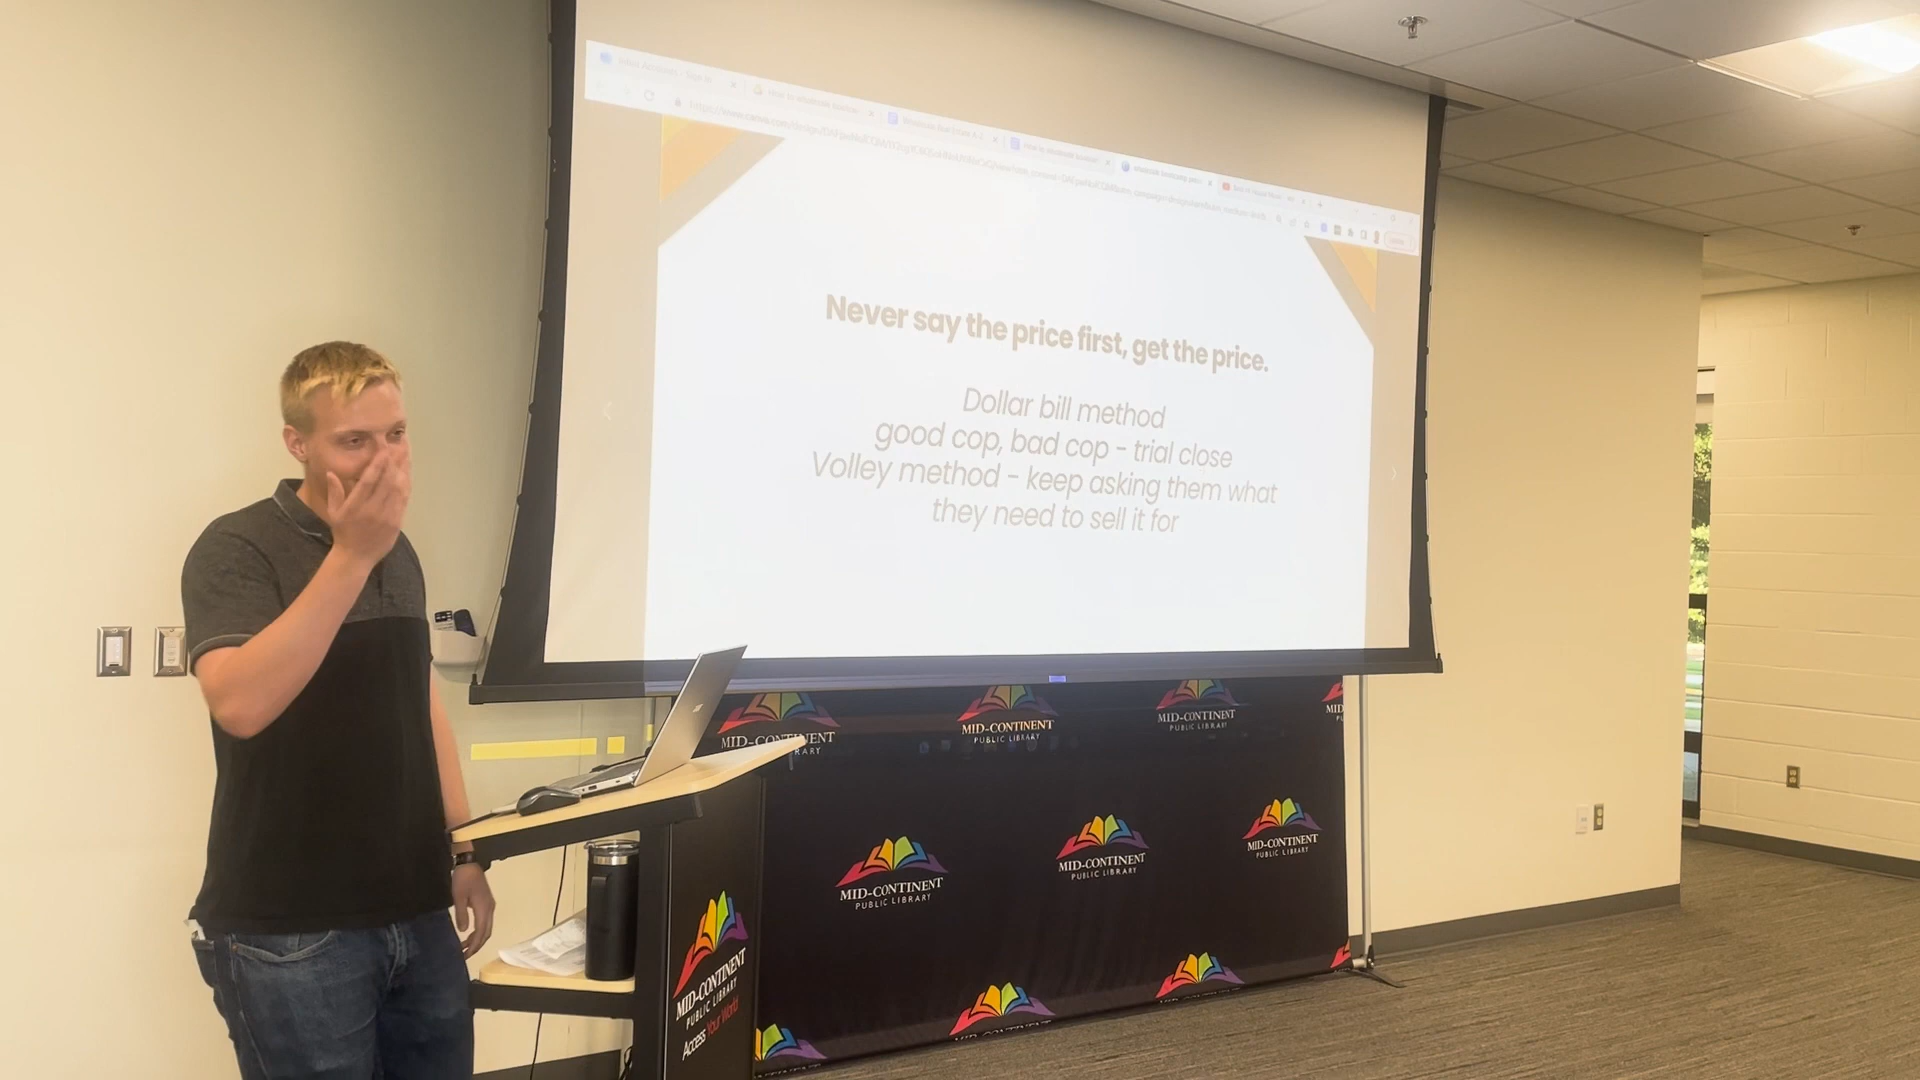 Never say the price first, get the price.
Dollar bill method
good cop, bad cop - trial close
Volley method - keep asking them what
they need to sell it for
MID-CONTINENT
PUBLIC LIBRARY
MID-CONTINENT
PUBLIC LIBRARY
MID-CONTINENT
PUBLIC LIBRARY
MID-CONTINENT
PUBLIC LIBRARY
MID-CONTINENT
PUBLIC LIBRARY
MID-CONTINENT
PUBLIC LIBRARY
MID-CONTINENT
PUBLIC LIBRARY
Access Your World